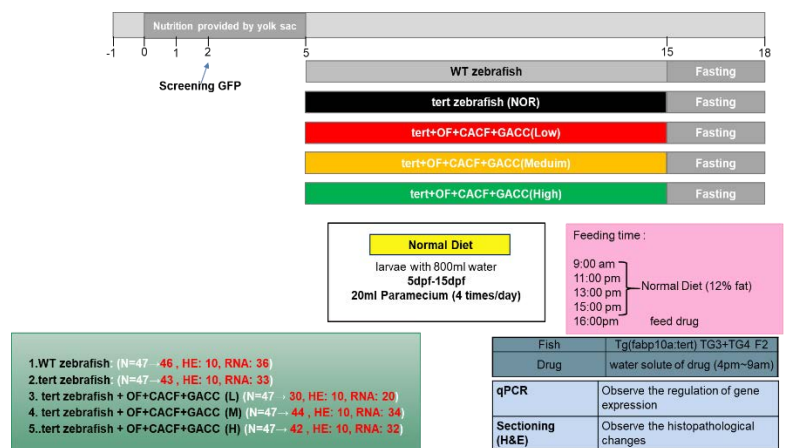 Nutrition provided by yolk sac
-1 0 1 2 5 15 18
Screening GFP
WT zebrafish Fasting
tert zebrafish (NOR) Fasting
tert+OF+CACF+GACC(Low) Fasting
tert+OF+CACF+GACC(Meduim) Fasting
tert+OF+CACF+GACC(High) Fasting
Normal Diet
larvae with 800ml water
5dpf-15dpf
20ml Paramecium (4 times/day)
Feeding time :
9:00 am
11:00 pm
13:00 pm
15:00 pm
Normal Diet (12% fat)
16:00pm feed drug
1.WT zebrafish: (N=47→46 , HE: 10, RNA: 36)
2.tert zebrafish: (N=47→43 , HE: 10, RNA: 33)
3. tert zebrafish + OF+CACF+GACC (L) (N=47→ 30, HE: 10, RNA: 20)
4. tert zebrafish + OF+CACF+GACC (M) (N=47→ 44 , HE: 10, RNA: 34)
5..tert zebrafish + OF+CACF+GACC (H) (N=47→ 42 , HE: 10, RNA: 32)
Fish Tg(fabp10a:tert) TG3+TG4 F2
Drug water solute of drug (4pm~9am)
qPCR Observe the regulation of gene
expression
Sectioning Observe the histopathological
(H&E) changes